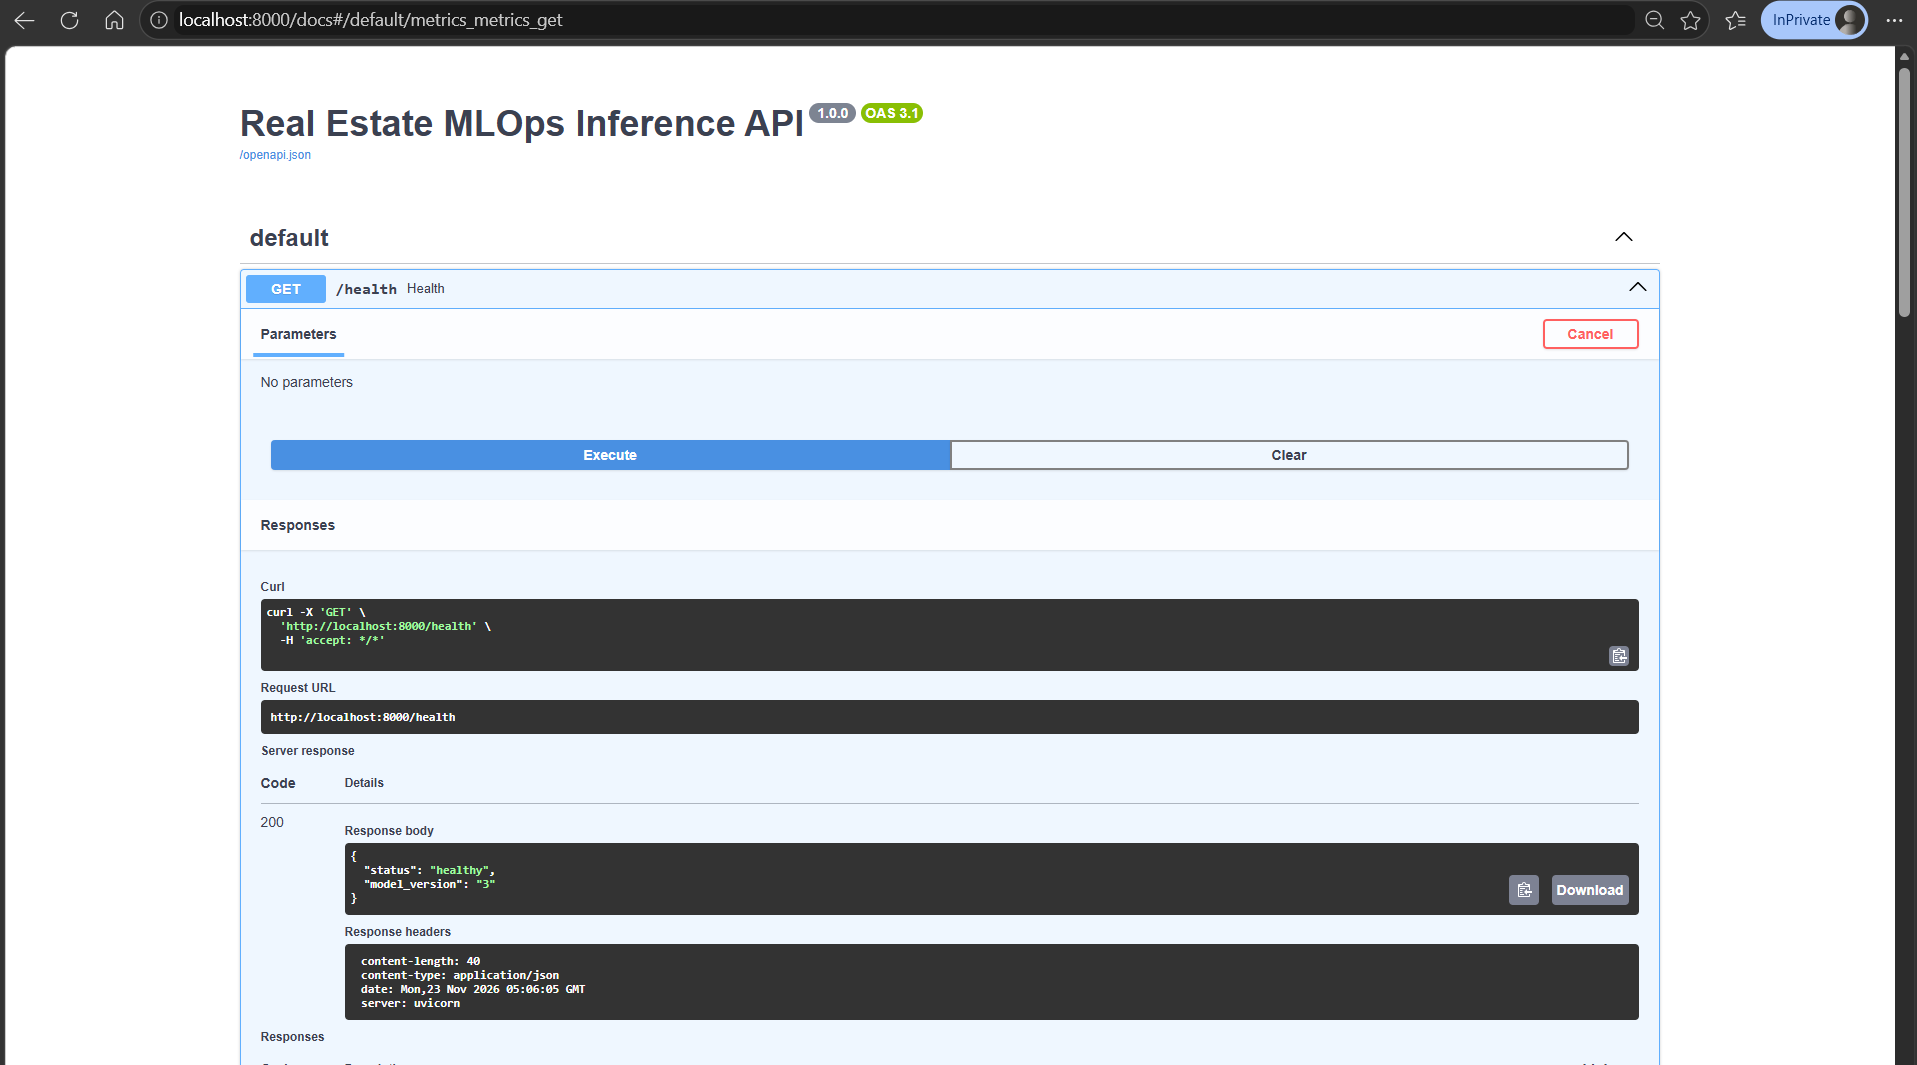 localhost:8000/docs#/default/metrics_metrics_get
InPrivate
Real Estate MLOps Inference API 1.0.0 OAS 3.1
/openapi.json
default
GET /health Health
Parameters
Cancel
No parameters
Execute
Clear
Responses
Curl
curl -X 'GET' \
'http://localhost:8000/health' \
-H 'accept: */*'
Request URL
http://localhost:8000/health
Server response
Code Details
200
Response body
{
"status": "healthy",
"model_version": "3"
}
Download
Response headers
content-length: 40
content-type: application/json
date: Mon,23 Nov 2026 05:06:05 GMT
server: uvicorn
Responses